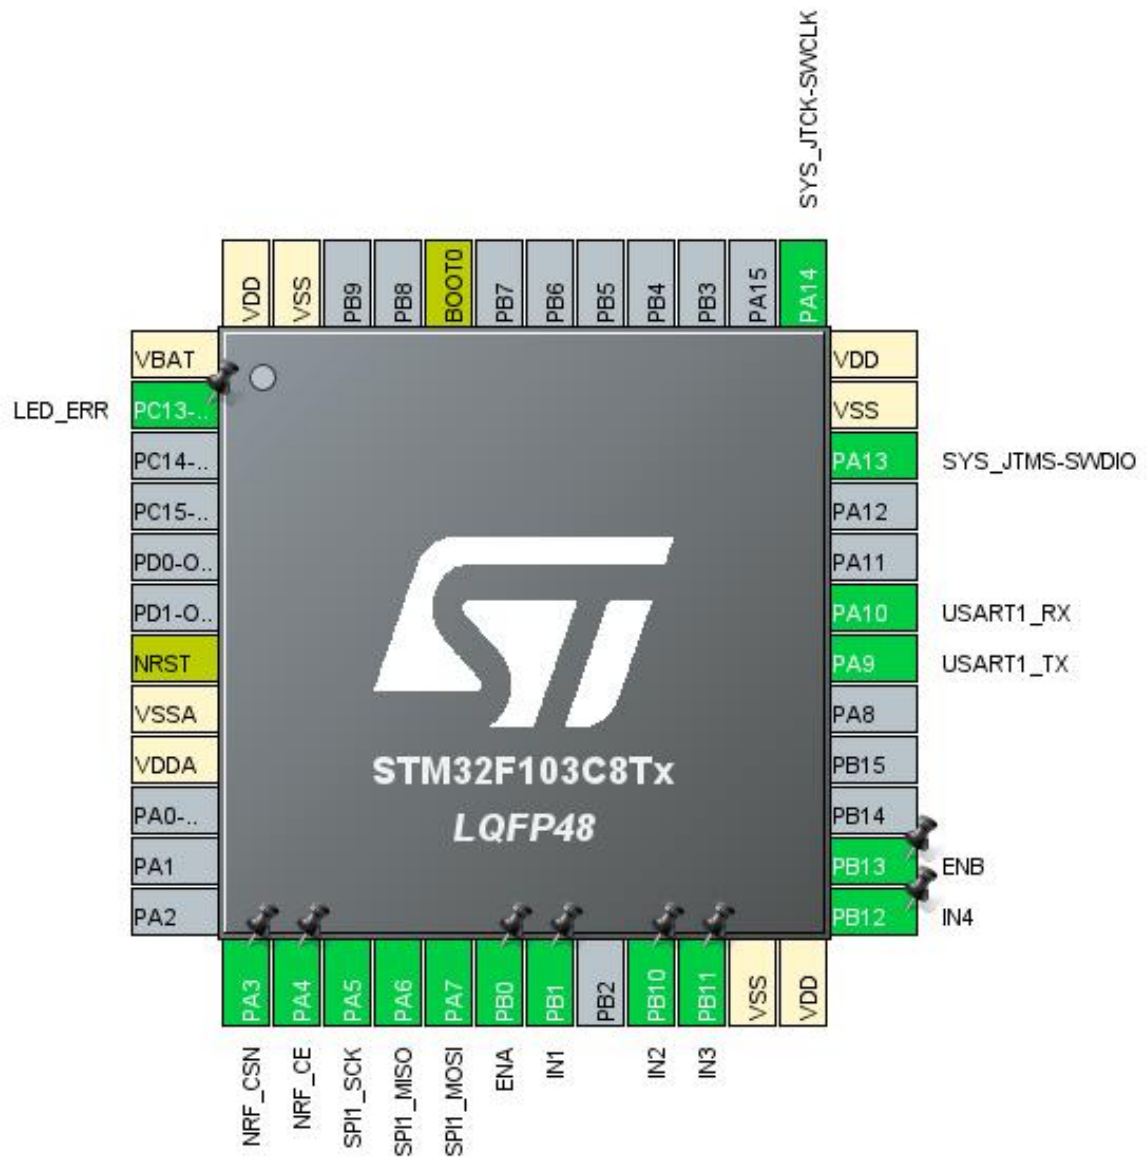 SYS_JTCK-SWCLK
VDD
VSS
PB9
PB8
BOOT0
PB7
PB6
PB5
PB4
PB3
PA15
PA14
VBAT
LED_ERR
PC13-..
PC14-..
PC15-..
PD0-O..
PD1-O..
NRST
VSSA
VDDA
PA0-..
PA1
PA2
STM32F103C8Tx
LQFP48
VDD
VSS
PA13
SYS_JTMS-SWDIO
PA12
PA11
PA10
USART1_RX
PA9
USART1_TX
PA8
PB15
PB14
PB13
ENB
PB12
IN4
PA3
PA4
PA5
PA6
PA7
PB0
PB1
PB2
PB10
PB11
VSS
VDD
NRF_CSN
NRF_CE
SPI1_SCK
SPI1_MISO
SPI1_MOSI
ENA
IN1
IN2
IN3